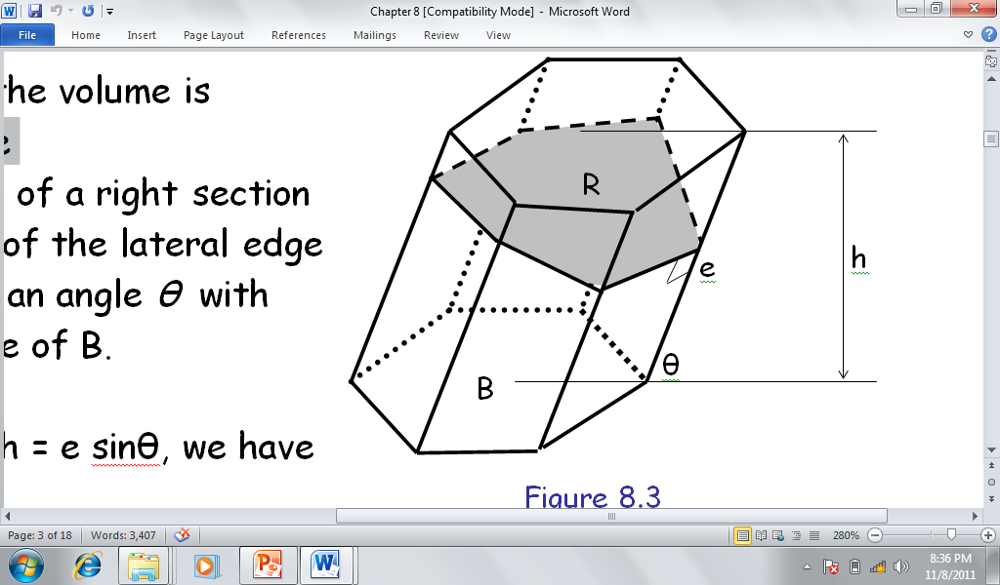 Chapter 8 [Compatibility Mode] - Microsoft Word
File Home Insert Page Layout References Mailings Review View
the volume is
e
of a right section
of the lateral edge
an angle θ with
e of B.
h = e sinθ, we have
R
e
h
θ
B
Figure 8.3
Page: 3 of 18 Words: 3,407 280%
8:36 PM
11/8/2011